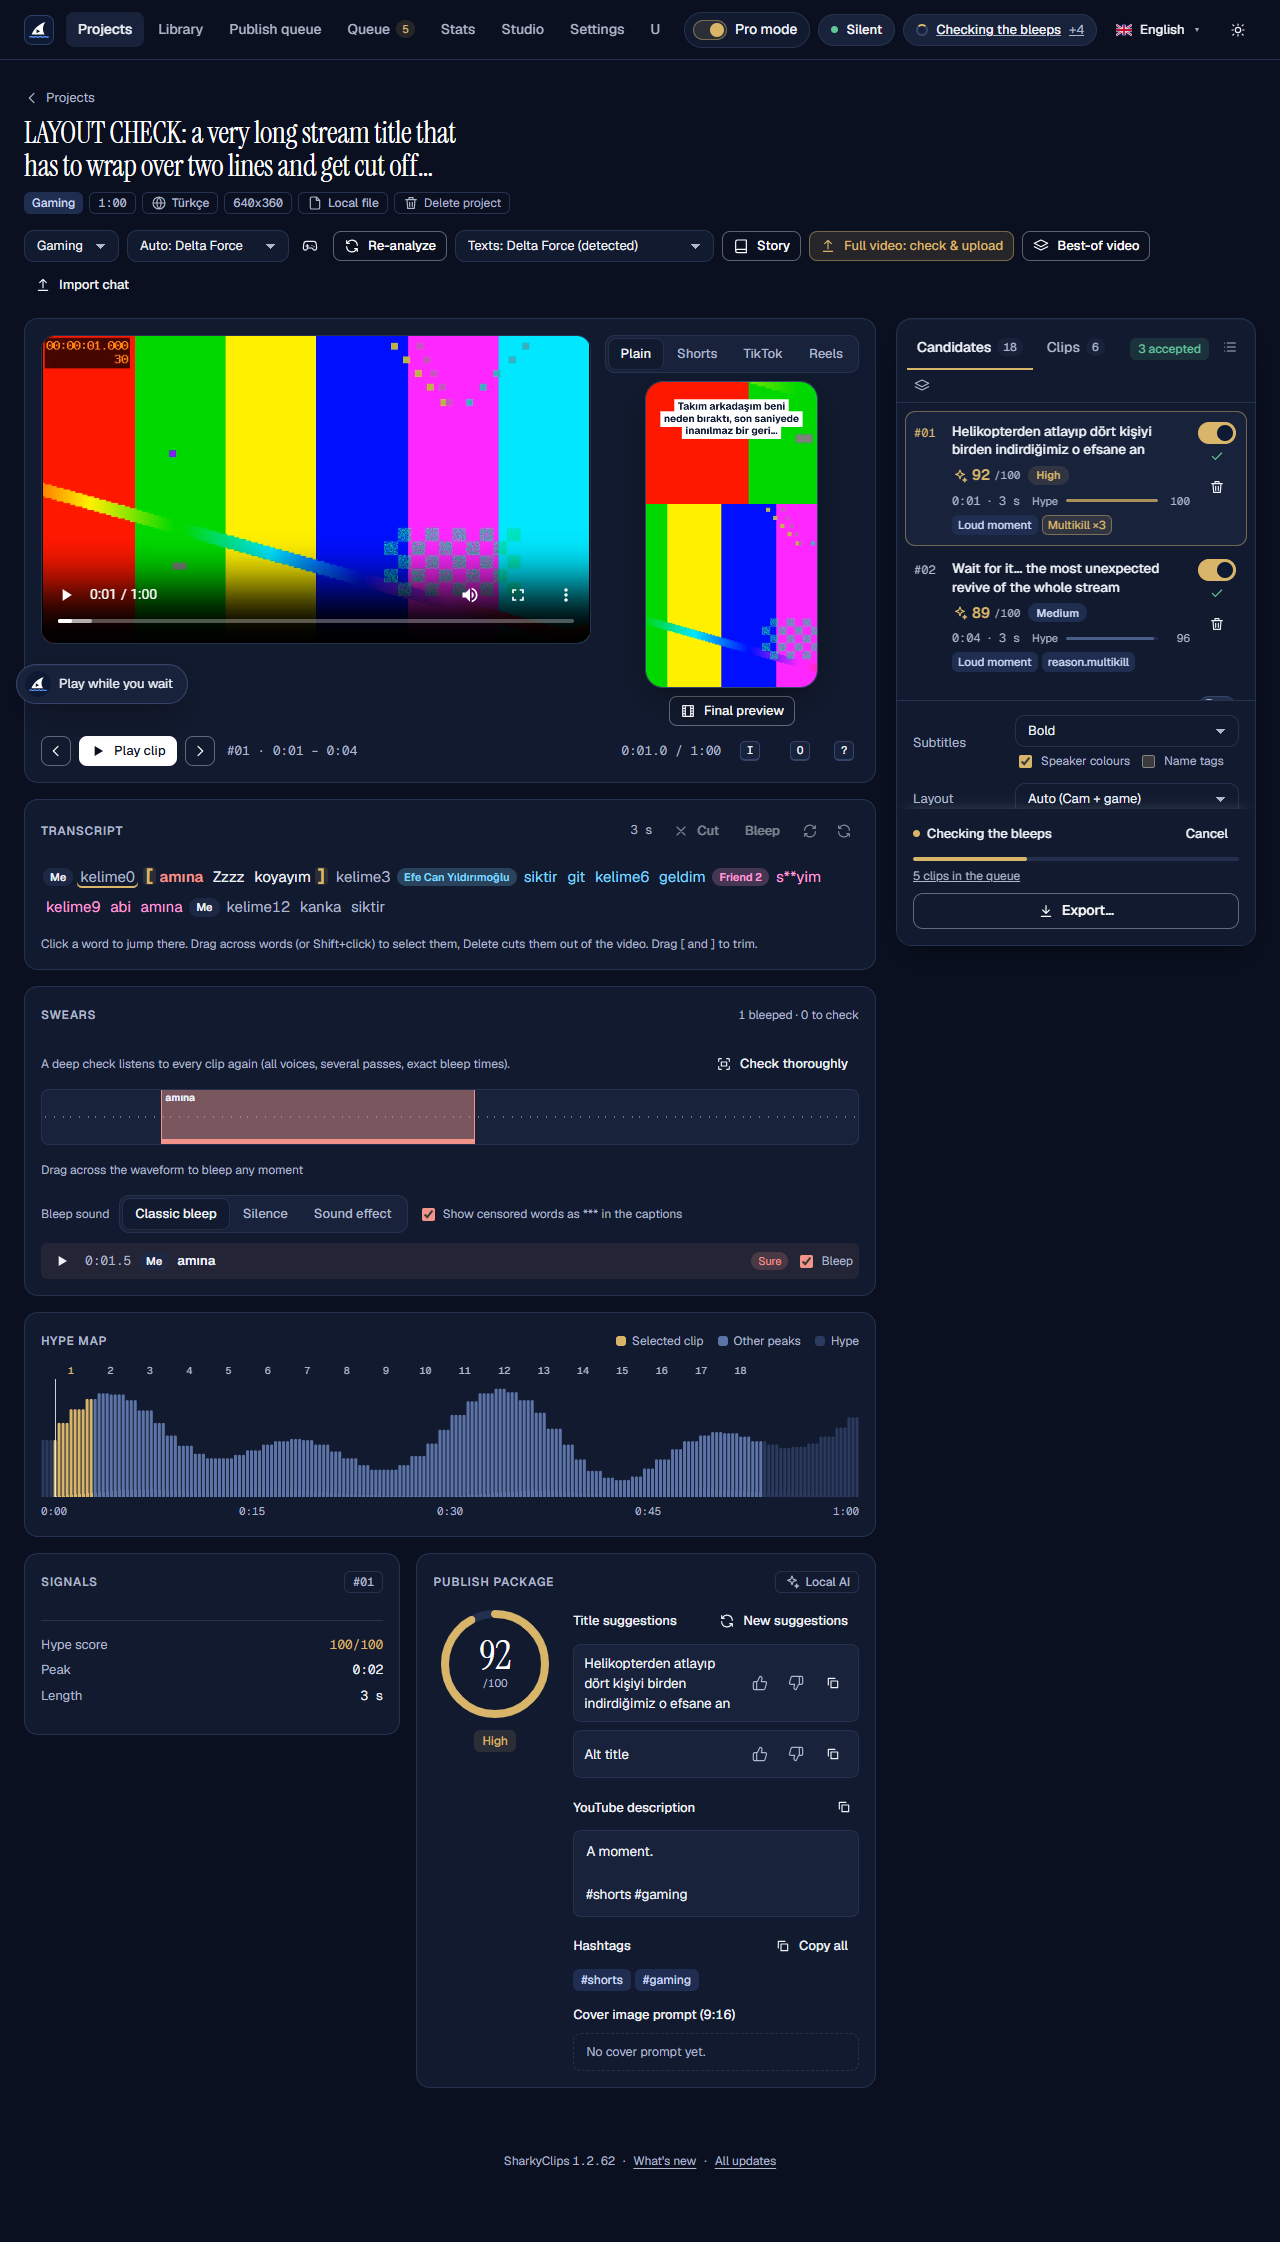 Projects Library Publish queue Queue 5 Stats Studio Settings U Pro mode Silent Checking the bleeps +4 English
Projects
LAYOUT CHECK: a very long stream title that
has to wrap over two lines and get cut off...
Gaming 1:00 Türkçe 640x360 Local file Delete project
Gaming Auto: Delta Force Re-analyze Texts: Delta Force (detected) Story Full video: check & upload Best-of video
Import chat
00:00:01.000
30
0:01 / 1:00
Plain Shorts TikTok Reels
Takım arkadaşım beni
neden bıraktı, son saniyede
inanılmaz bir geri...
Final preview
Play while you wait
Play clip #01 · 0:01 – 0:04 0:01.0 / 1:00 I O ?
Candidates 18 Clips 6 3 accepted
#01 Helikopterden atlayıp dört kişiyi
birden indirdiğimiz o efsane an
92 /100 High
0:01 · 3 s Hype 100
Loud moment Multikill ×3
#02 Wait for it... the most unexpected
revive of the whole stream
89 /100 Medium
0:04 · 3 s Hype 96
Loud moment reason.multikill
Subtitles Bold
Speaker colours Name tags
Layout Auto (Cam + game)
Checking the bleeps Cancel
5 clips in the queue
Export...
TRANSCRIPT 3 s Cut Bleep
Me kelime0 [ amına Zzzz koyayım ] kelime3 Efe Can Yıldırımoğlu siktir git kelime6 geldim Friend 2 s**yim
kelime9 abi amına Me kelime12 kanka siktir
Click a word to jump there. Drag across words (or Shift+click) to select them, Delete cuts them out of the video. Drag [ and ] to trim.
SWEARS 1 bleeped · 0 to check
A deep check listens to every clip again (all voices, several passes, exact bleep times). Check thoroughly
amına
Drag across the waveform to bleep any moment
Bleep sound Classic bleep Silence Sound effect Show censored words as *** in the captions
0:01.5 Me amına Sure Bleep
HYPE MAP Selected clip Other peaks Hype
1 2 3 4 5 6 7 8 9 10 11 12 13 14 15 16 17 18
0:00 0:15 0:30 0:45 1:00
SIGNALS #01
Hype score 100/100
Peak 0:02
Length 3 s
PUBLISH PACKAGE Local AI
92
/100
High
Title suggestions New suggestions
Helikopterden atlayıp
dört kişiyi birden
indirdiğimiz o efsane an
Alt title
YouTube description
A moment.
#shorts #gaming
Hashtags Copy all
#shorts #gaming
Cover image prompt (9:16)
No cover prompt yet.
SharkyClips 1.2.62 · What's new · All updates